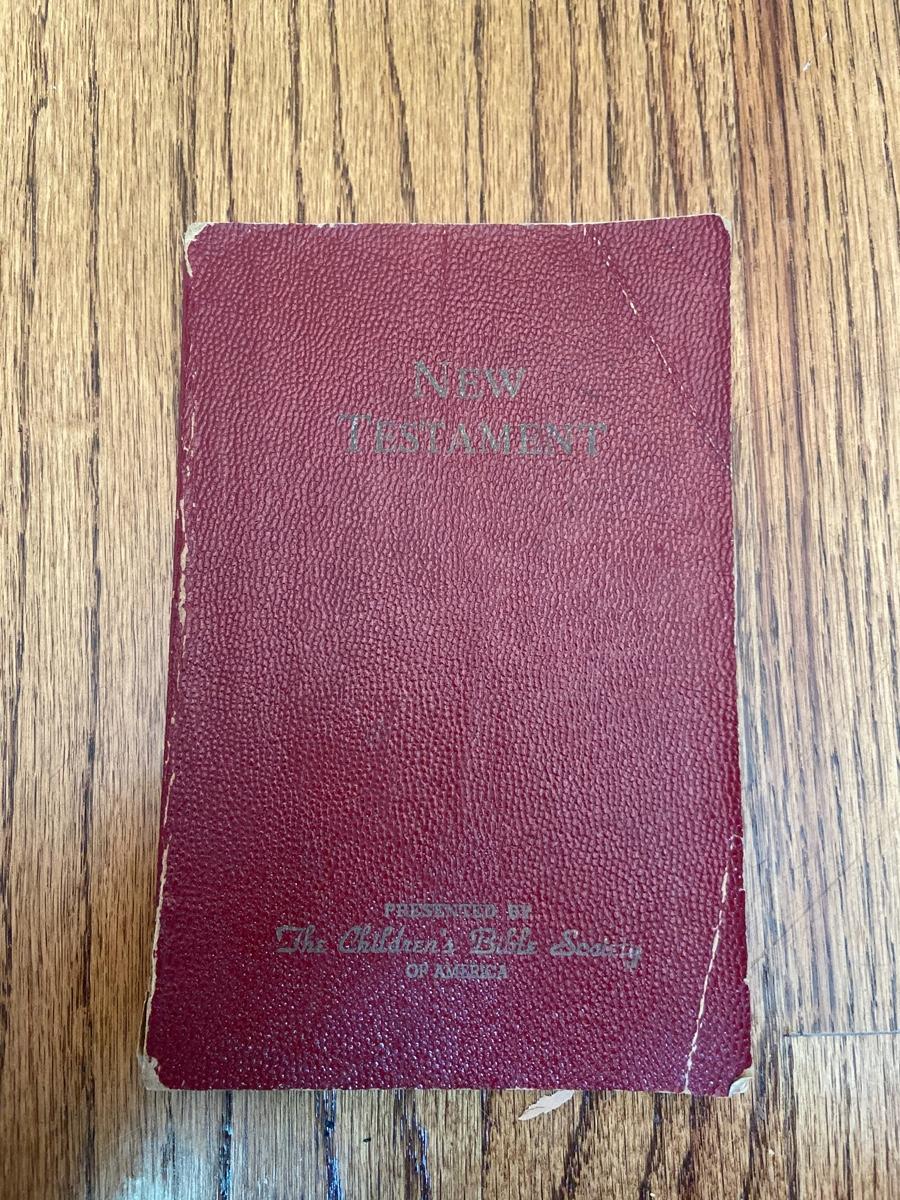 NEW
TESTAMENT
PRESENTED BY
The Children's Bible Society
OF AMERICA